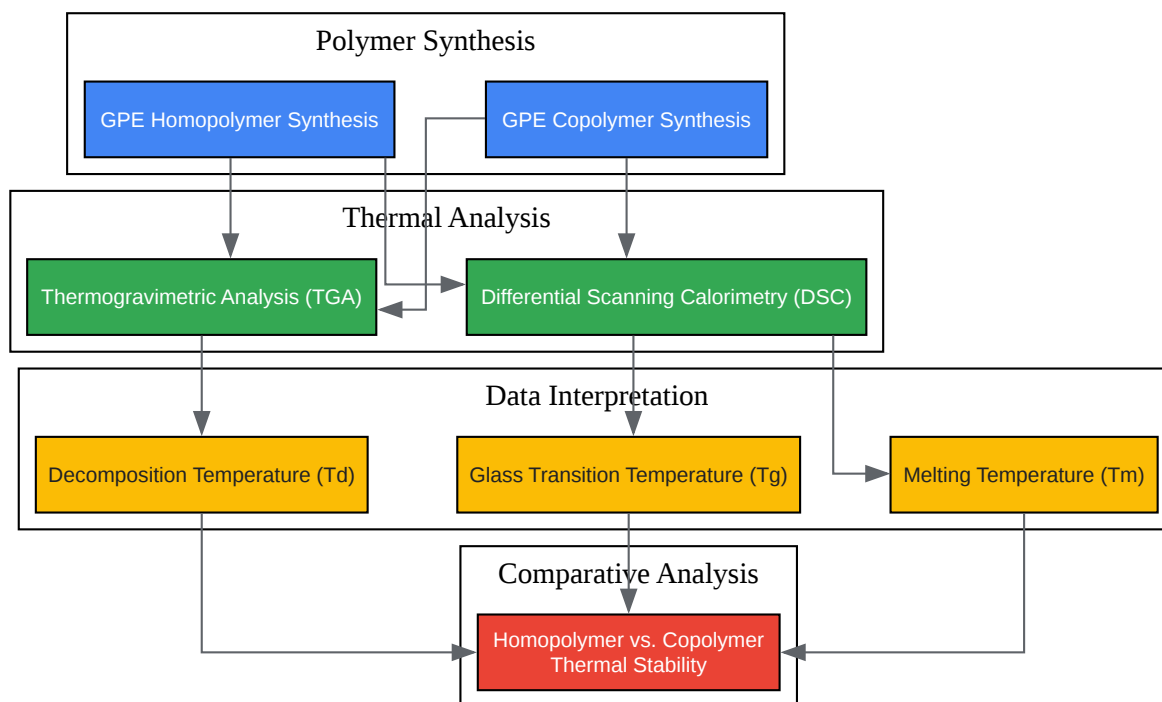 Polymer Synthesis
GPE Homopolymer Synthesis
GPE Copolymer Synthesis
Thermal Analysis
Thermogravimetric Analysis (TGA)
Differential Scanning Calorimetry (DSC)
Data Interpretation
Decomposition Temperature (Td)
Glass Transition Temperature (Tg)
Melting Temperature (Tm)
Comparative Analysis
Homopolymer vs. Copolymer
Thermal Stability